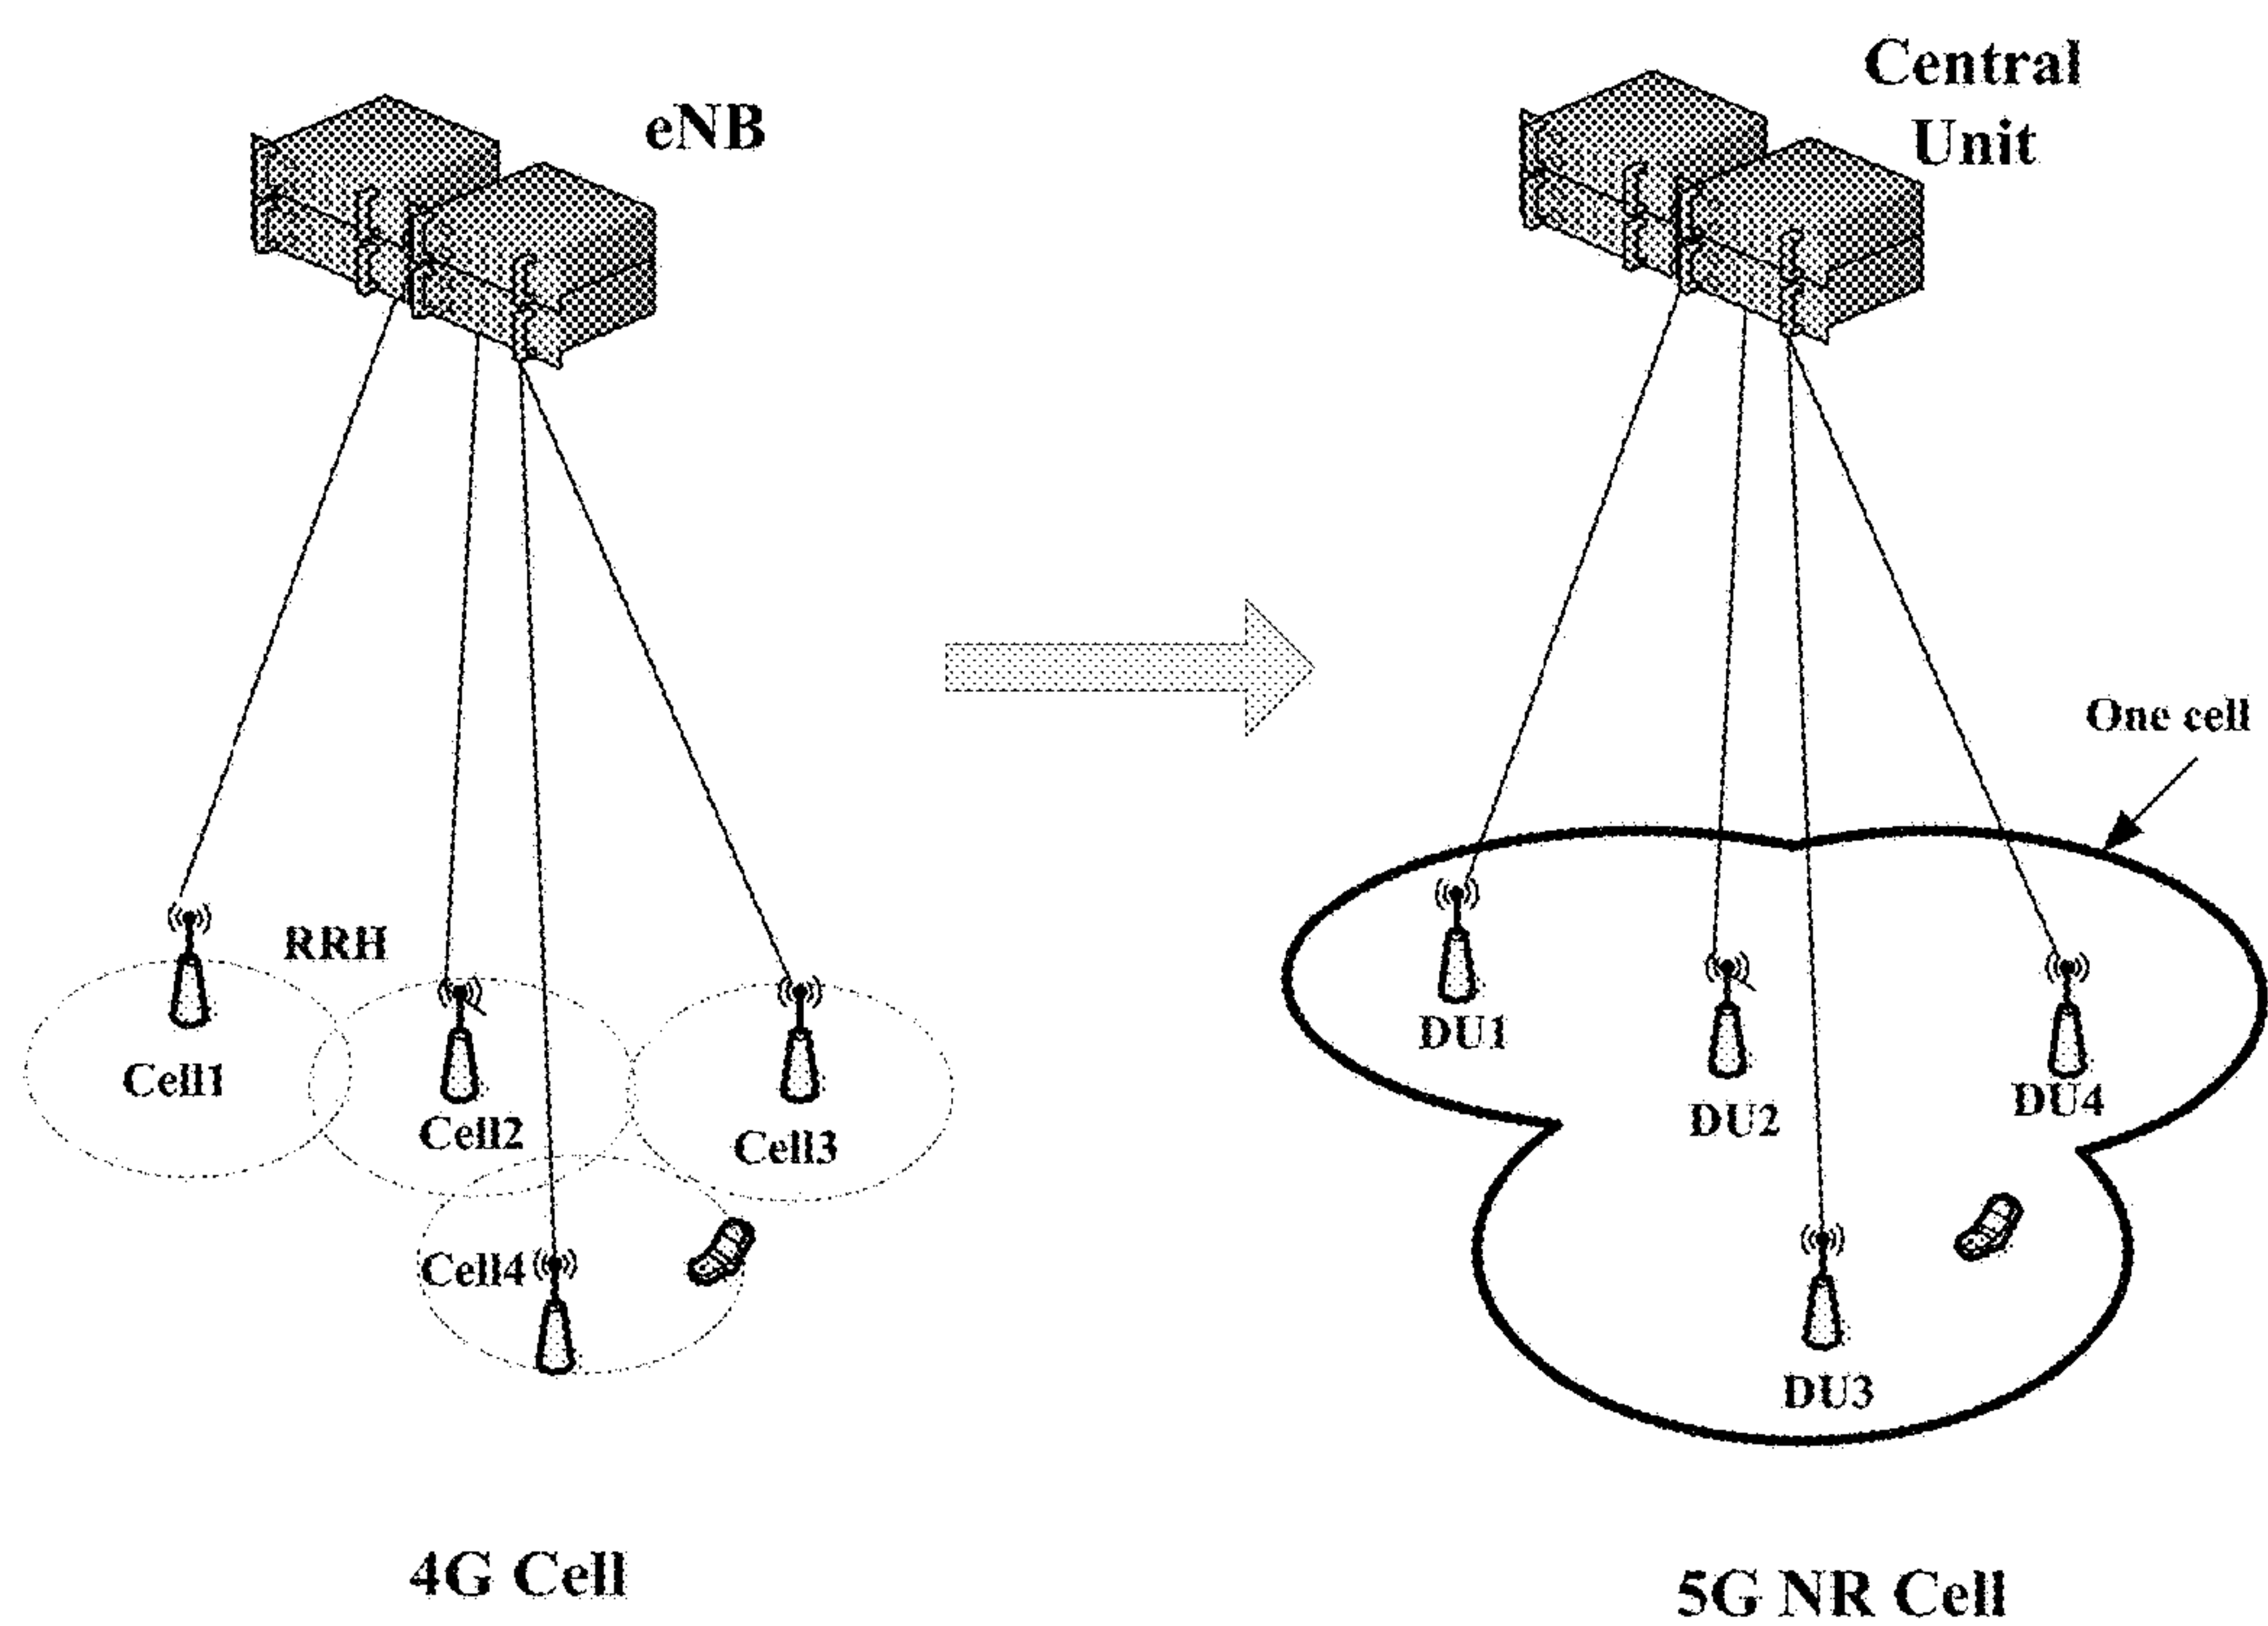 eNB
Central
Unit
One cell
RRH
Cell1
Cell2
Cell3
Cell4
DU1
DU2
DU4
DU3
4G Cell
5G NR Cell